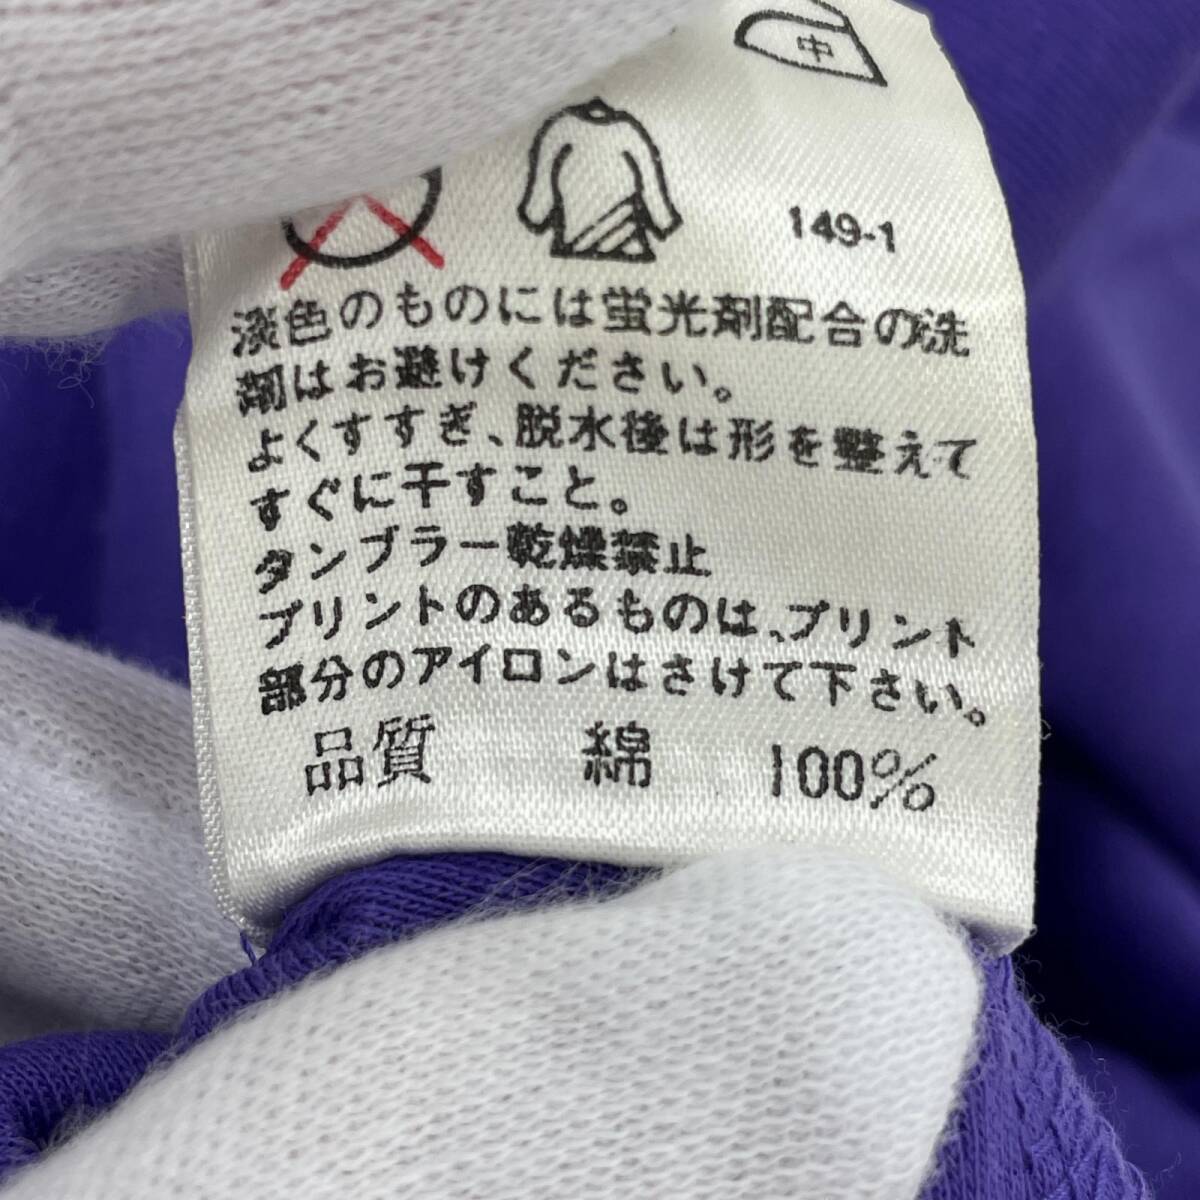 中
149-1
淡色のものには蛍光剤配合の洗
剤はお避けください。
よくすすぎ、脱水後は形を整えて
すぐに干すこと。
タンブラー乾燥禁止
プリントのあるものは、プリント
部分のアイロンはさけて下さい。
品質 綿 100%